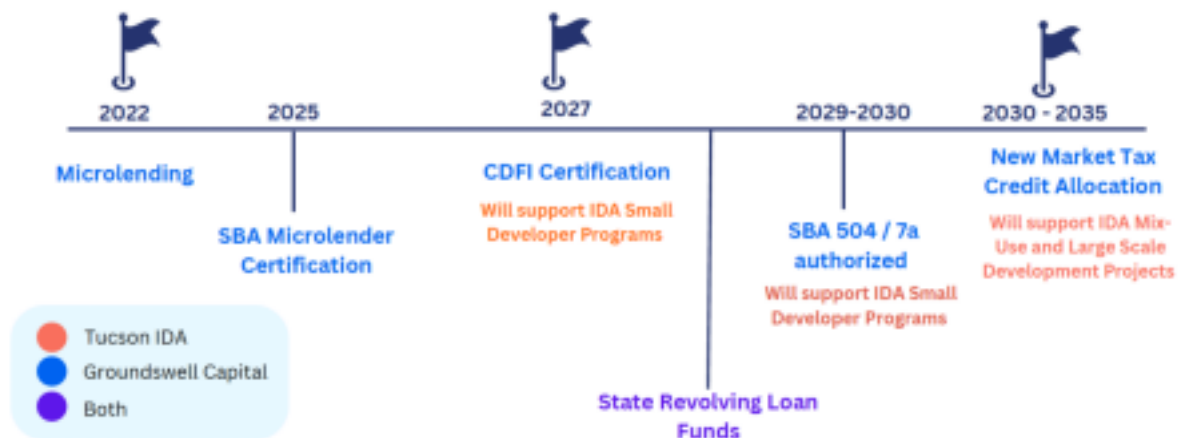 2022
2025
2027
2029-2030
2030 - 2035
Microlending
SBA Microlender
Certification
CDFI Certification
Will support IDA Small
Developer Programs
State Revolving Loan
Funds
SBA 504 / 7a
authorized
Will support IDA Small
Developer Programs
New Market Tax
Credit Allocation
Will support IDA Mix-
Use and Large Scale
Development Projects
Tucson IDA
Groundswell Capital
Both